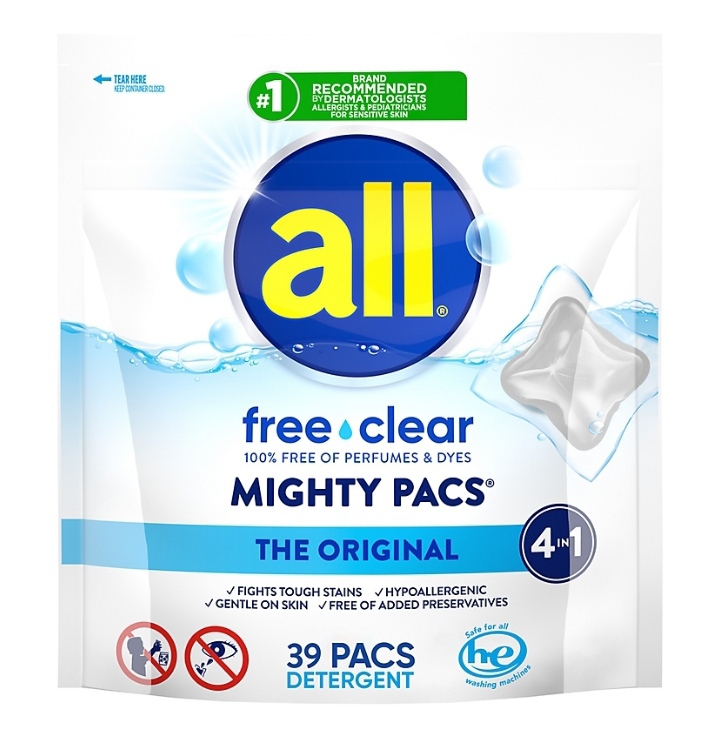 TEAR HERE
KEEP CONTAINER CLOSED.
#1
BRAND
RECOMMENDED
BY DERMATOLOGISTS
ALLERGISTS & PEDIATRICIANS
FOR SENSITIVE SKIN
all®
free clear
100% FREE OF PERFUMES & DYES
MIGHTY PACS®
THE ORIGINAL
4 IN 1
✓ FIGHTS TOUGH STAINS ✓ HYPOALLERGENIC
✓ GENTLE ON SKIN ✓ FREE OF ADDED PRESERVATIVES
39 PACS
DETERGENT
Safe for all
he
washing machines